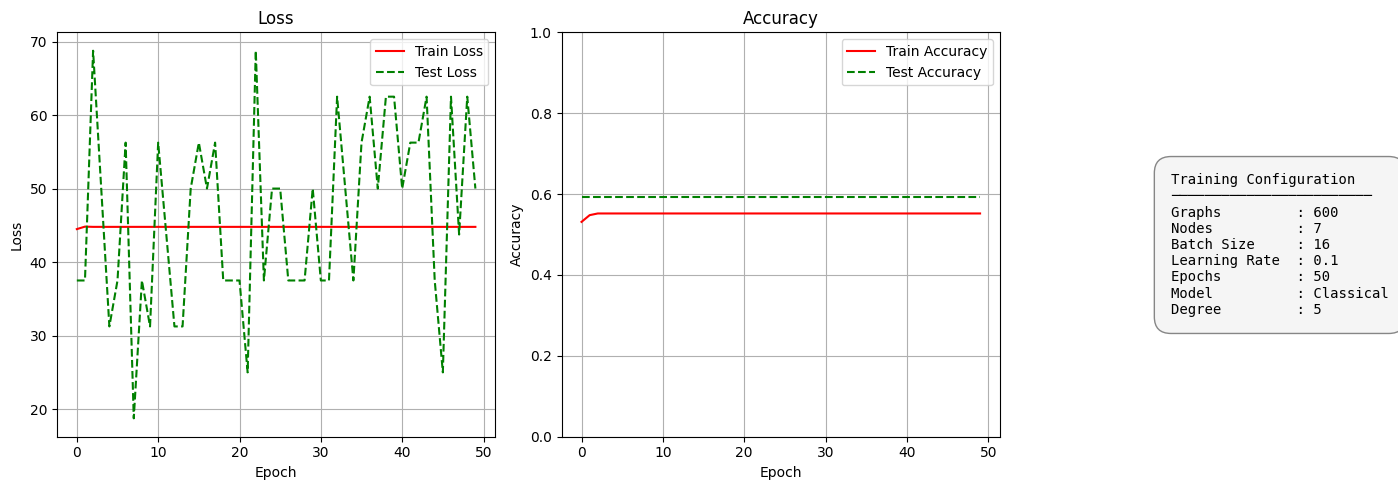 Loss
70
60
50
40
30
20
Loss
0
10
20
30
40
50
Epoch
Train Loss
Test Loss
Accuracy
1.0
0.8
0.6
0.4
0.2
0.0
Accuracy
0
10
20
30
40
50
Epoch
Train Accuracy
Test Accuracy
Training Configuration
Graphs : 600
Nodes : 7
Batch Size : 16
Learning Rate : 0.1
Epochs : 50
Model : Classical
Degree : 5